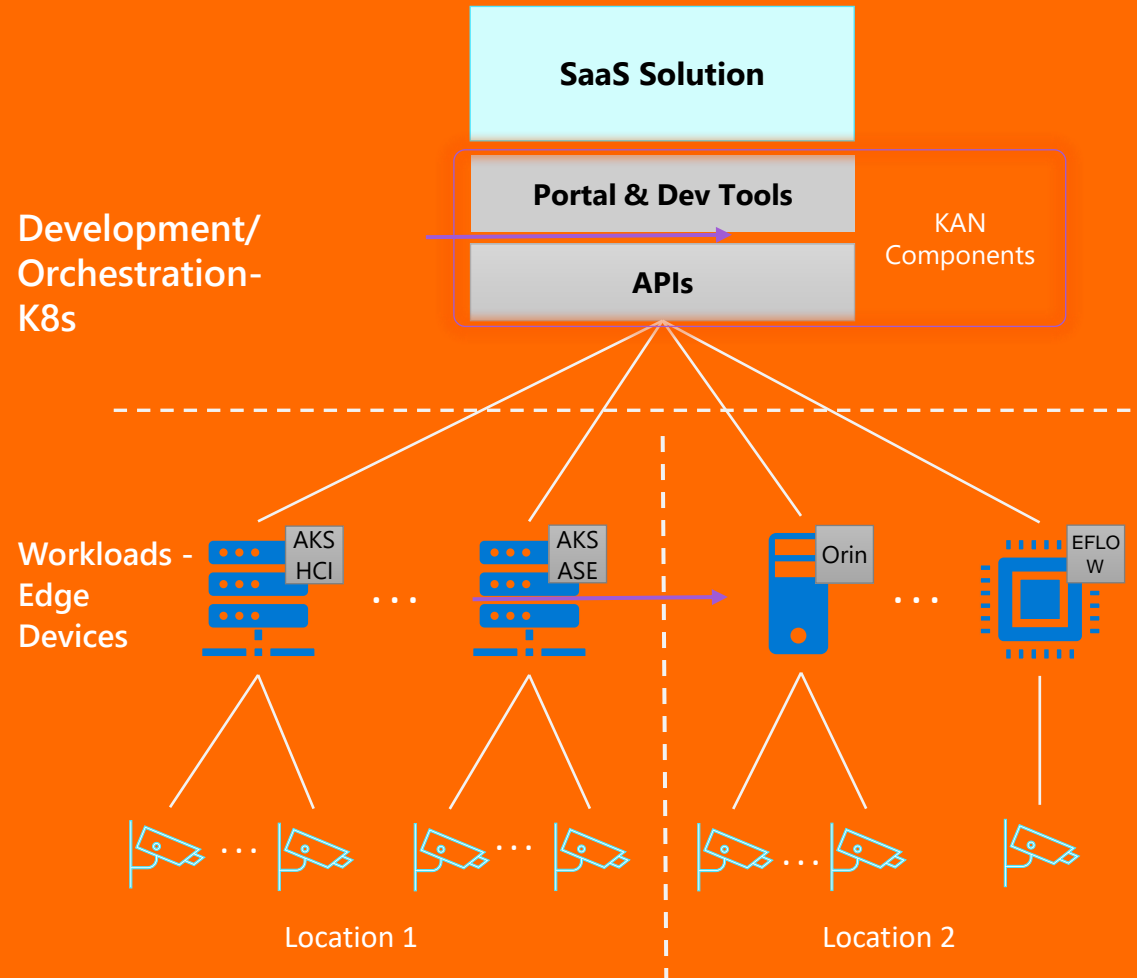 SaaS Solution
Portal & Dev Tools
KAN
Components
APIs
Development/
Orchestration-
K8s
Workloads -
Edge
Devices
AKS
HCI
...
AKS
ASE
Orin
...
EFLO
W
...
...
...
Location 1
Location 2